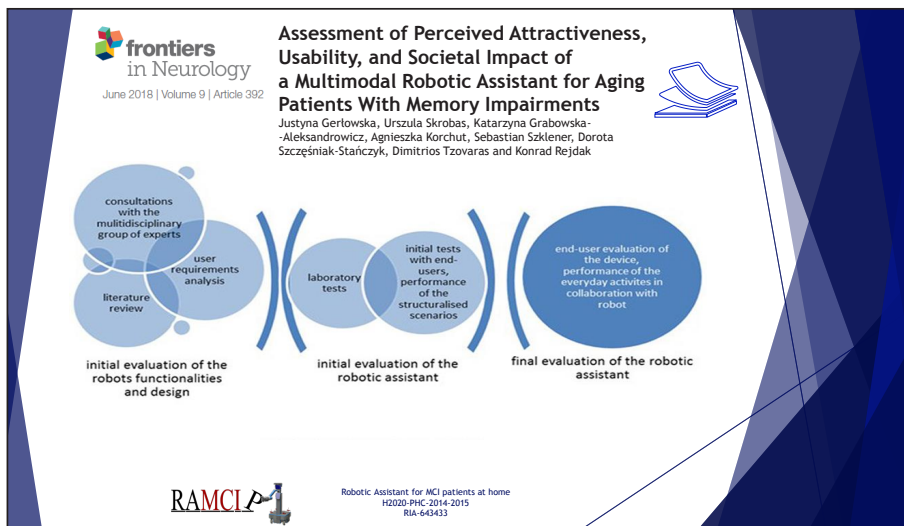 frontiers
in Neurology
June 2018 | Volume 9 | Article 392
Assessment of Perceived Attractiveness,
Usability, and Societal Impact of
a Multimodal Robotic Assistant for Aging
Patients With Memory Impairments
Justyna Gerłowska, Urszula Skrobas, Katarzyna Grabowska-
-Aleksandrowicz, Agnieszka Korchut, Sebastian Szklener, Dorota
Szczęśniak-Stańczyk, Dimitrios Tzovaras and Konrad Rejdak
consultations
with the
mulitidisciplinary
group of experts
user
requirements
analysis
literature
review
initial evaluation of the
robots functionalities
and design
laboratory
tests
initial tests
with end-
users,
performance
of the
structuralised
scenarios
initial evaluation of the
robotic assistant
end-user evaluation of
the device,
performance of the
everyday activites in
collaboration with
robot
final evaluation of the robotic
assistant
RAMCIP
Robotic Assistant for MCI patients at home
H2020-PHC-2014-2015
RIA-643433